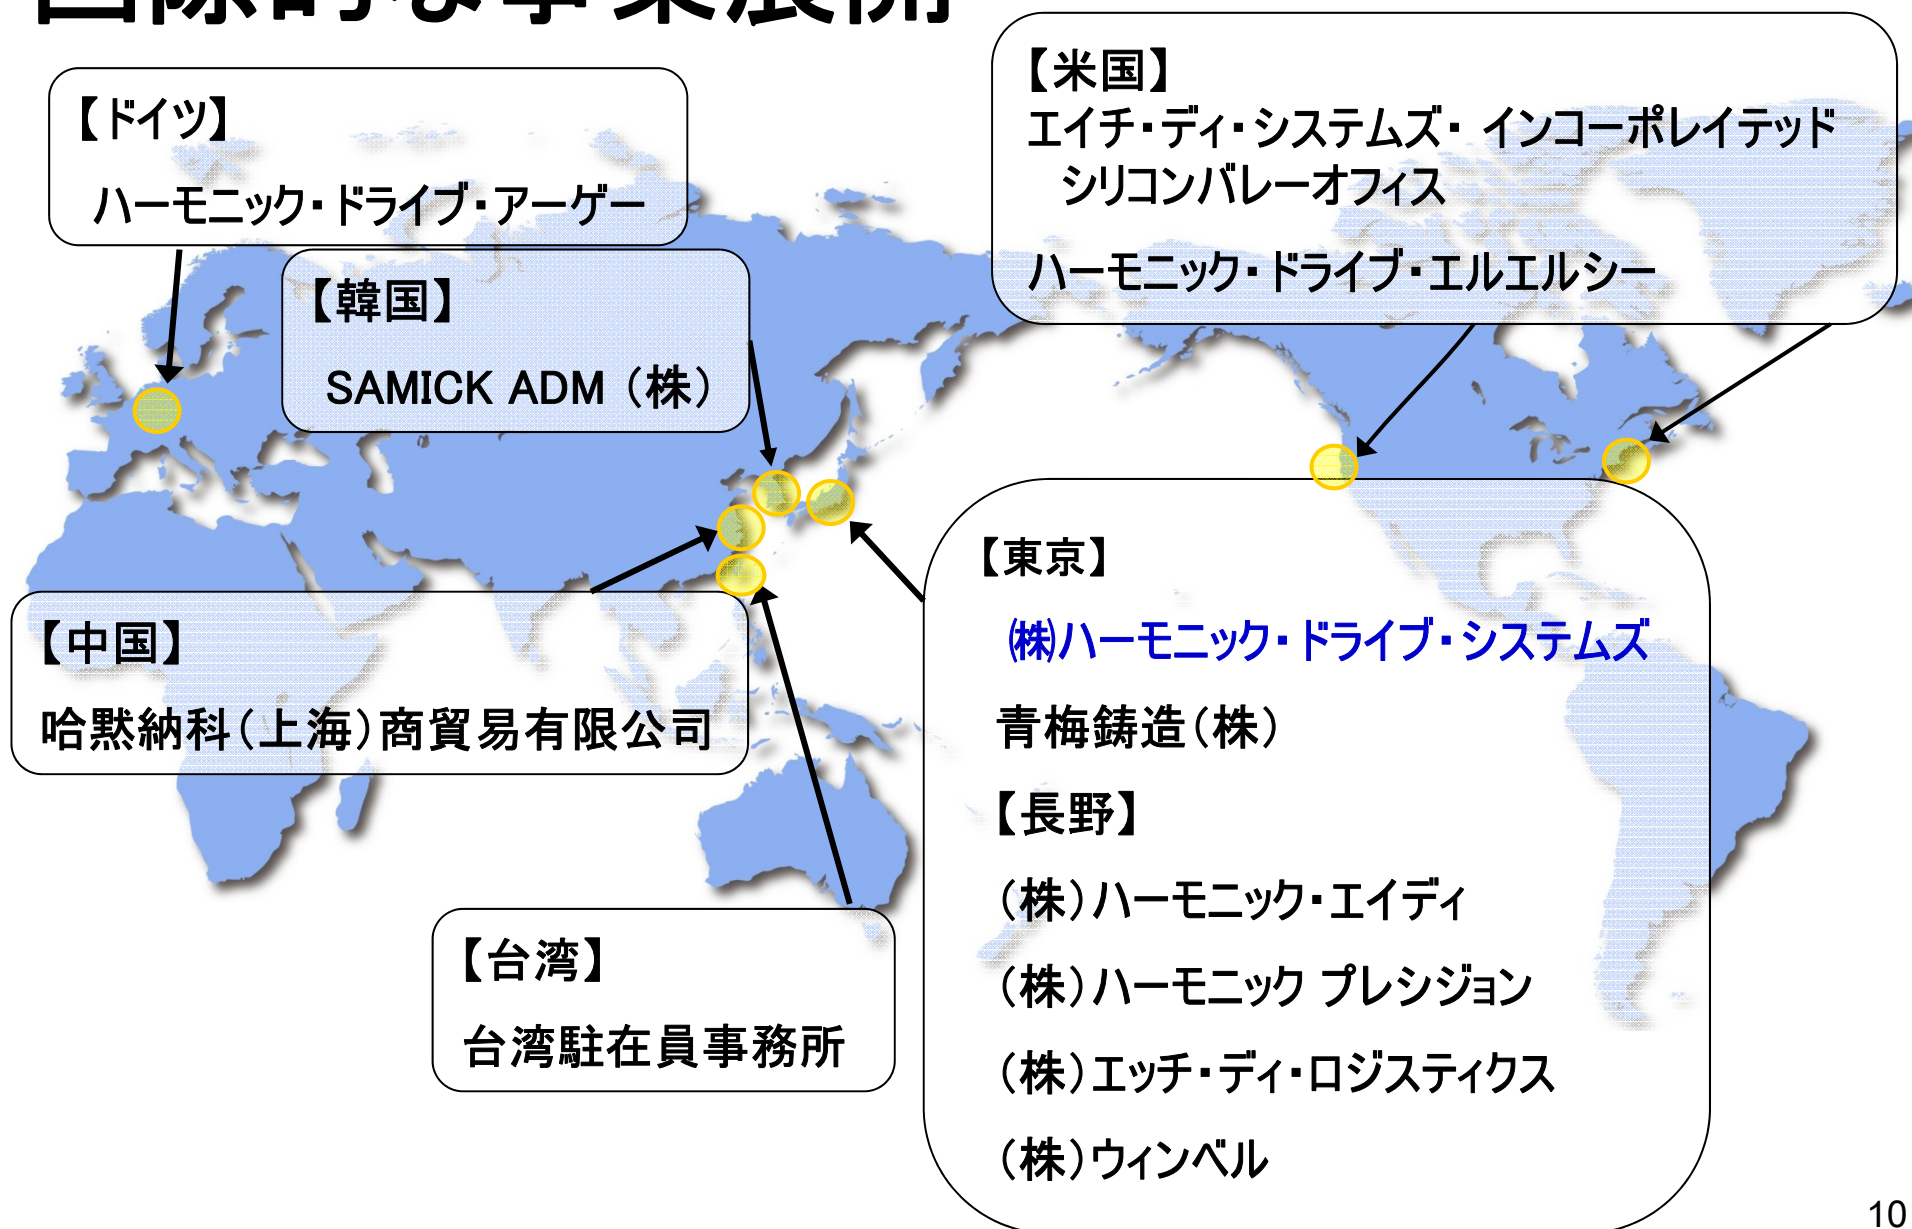 国際的な事業展開
【ドイツ】
ハーモニック・ドライブ・アーゲー
【韓国】
SAMICK ADM（株）
【米国】
エイチ・ディ・システムズ・ インコーポレイテッド
シリコンバレーオフィス
ハーモニック・ドライブ・エルエルシー
【中国】
哈黙納科（上海）商貿易有限公司
【台湾】
台湾駐在員事務所
【東京】
㈱ハーモニック・ドライブ・システムズ
青梅鋳造（株）
【長野】
（株）ハーモニック・エイディ
（株）ハーモニック プレシジョン
（株）エッチ・ディ・ロジスティクス
（株）ウィンベル
10